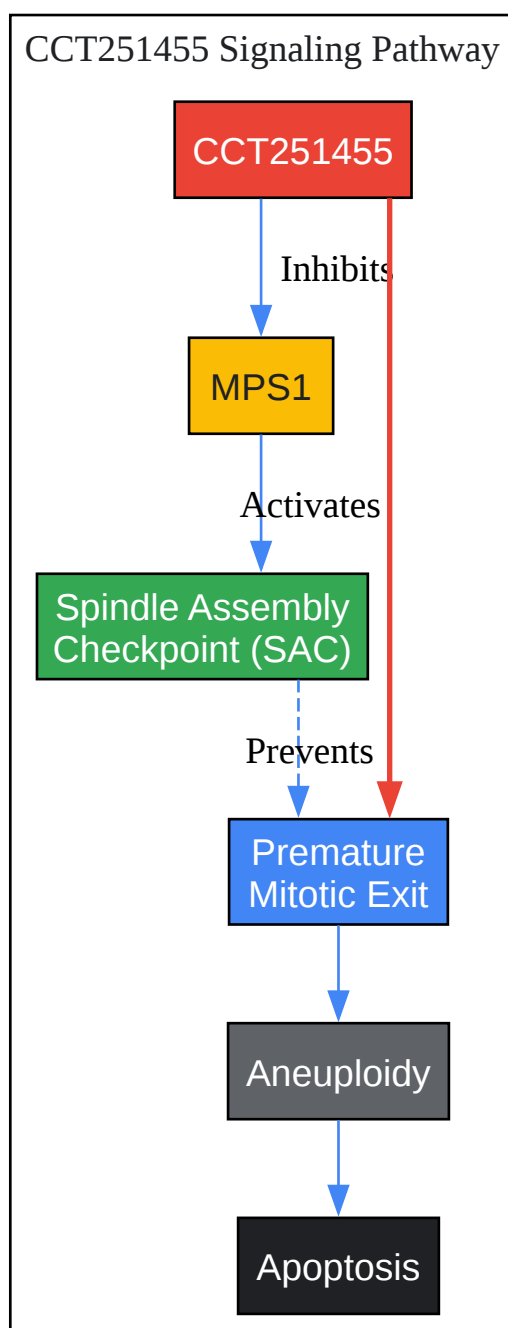 CCT251455 Signaling Pathway
CCT251455
Inhibits
MPS1
Activates
Spindle Assembly
Checkpoint (SAC)
Prevents
Premature
Mitotic Exit
Aneuploidy
Apoptosis